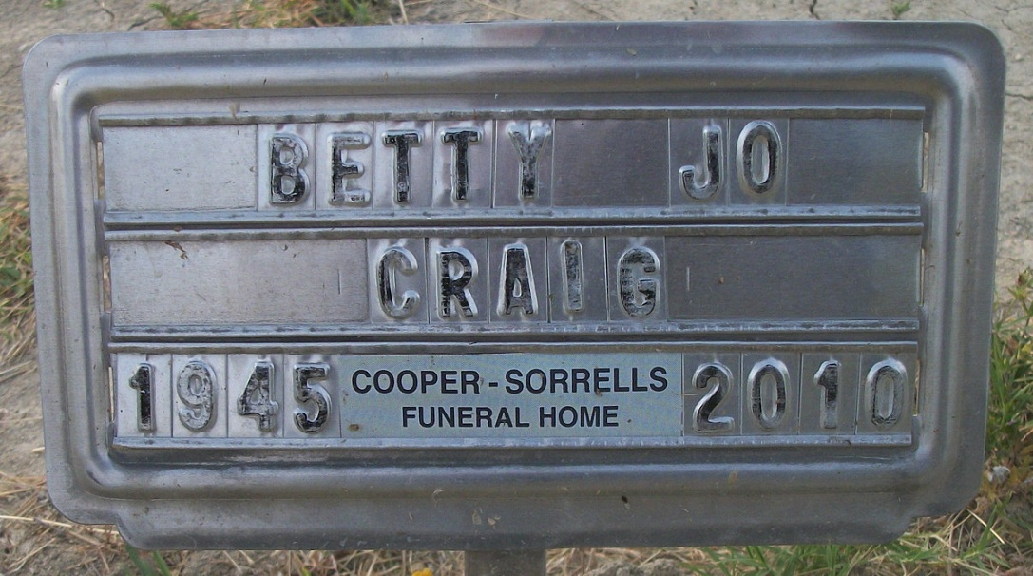 BETTY JO
CRAIG
1945 COOPER - SORRELLS FUNERAL HOME 2010